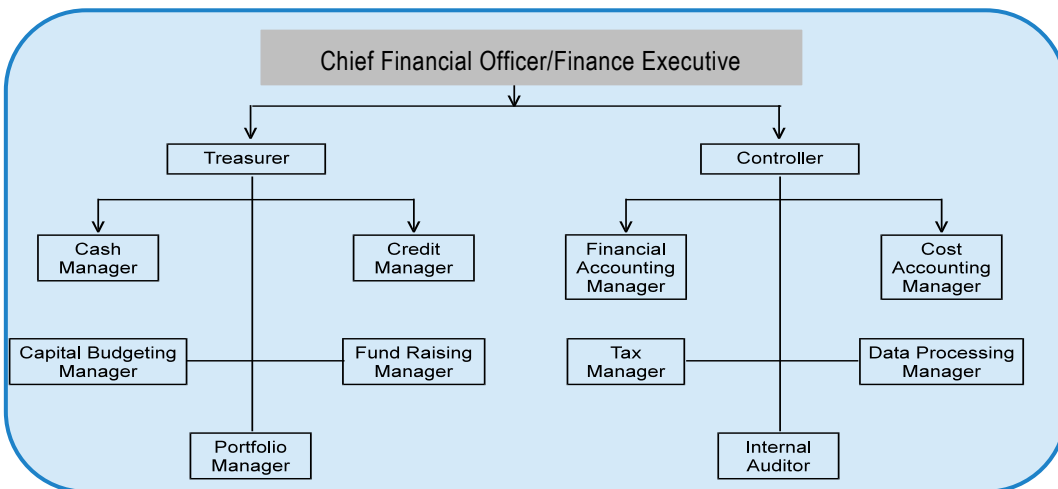 Chief Financial Officer/Finance Executive
Treasurer
Controller
Cash
Manager
Credit
Manager
Financial
Accounting
Manager
Cost
Accounting
Manager
Capital Budgeting
Manager
Fund Raising
Manager
Tax
Manager
Data Processing
Manager
Portfolio
Manager
Internal
Auditor